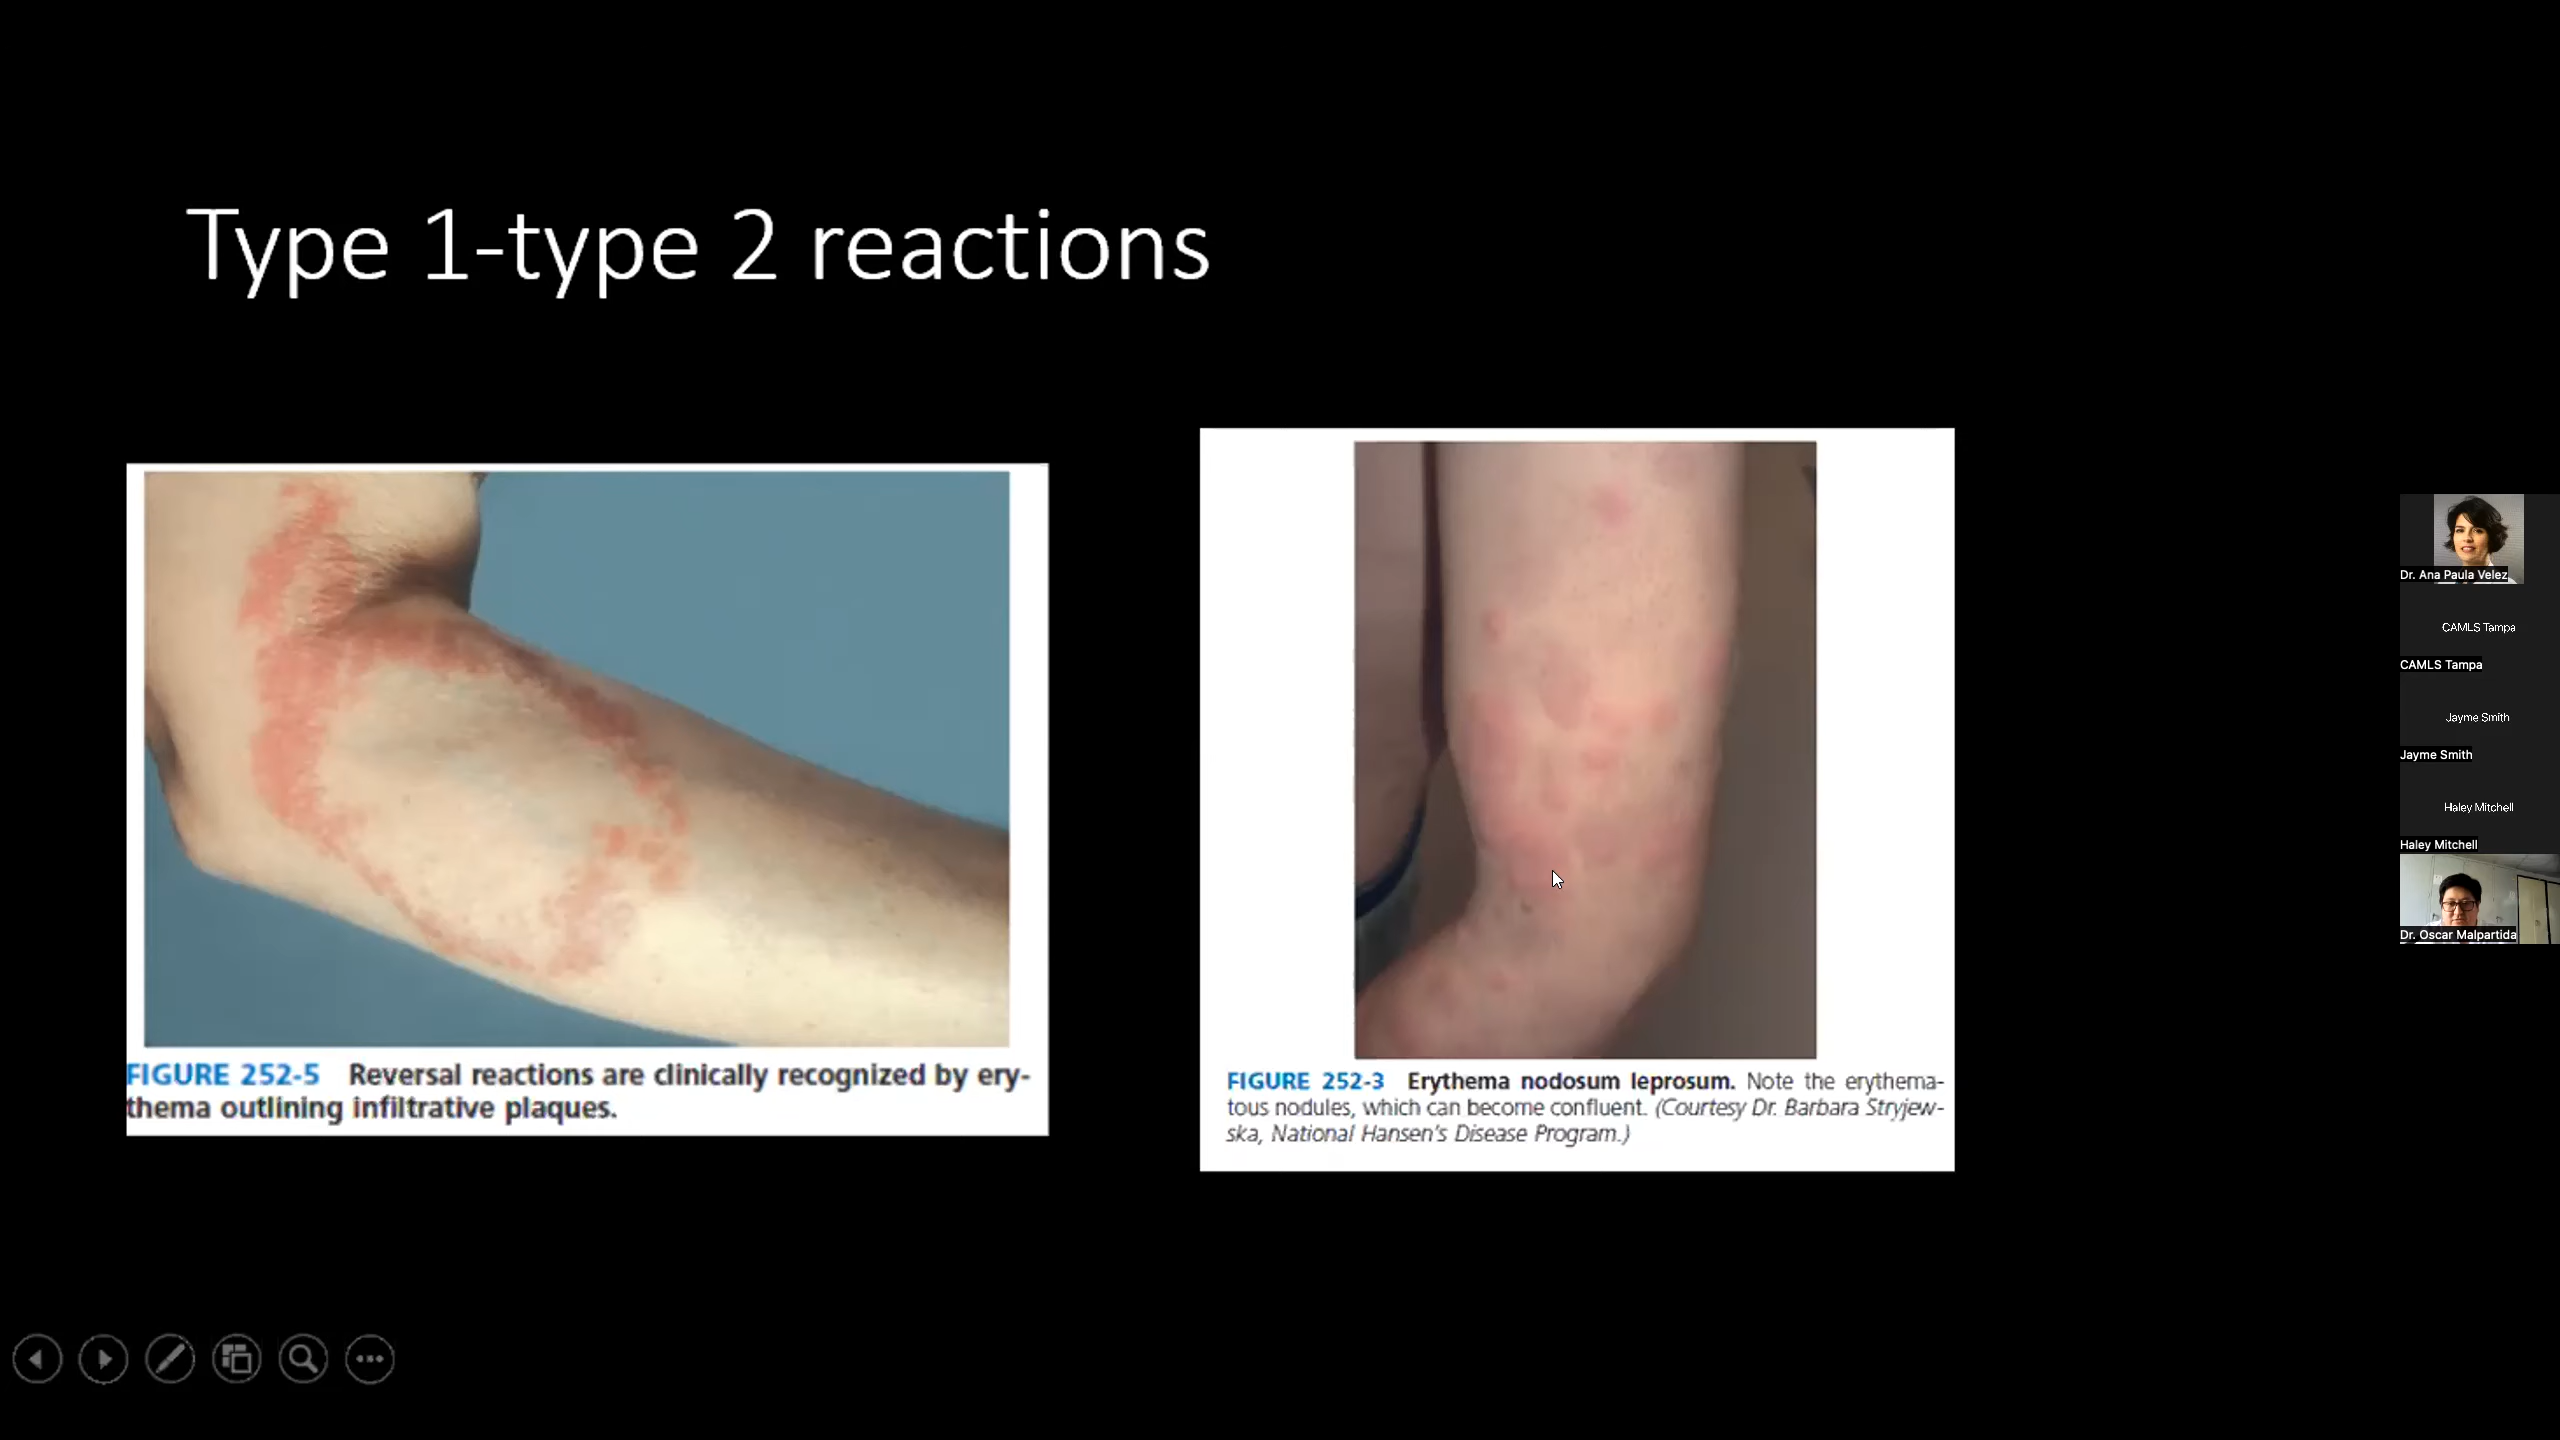 Type 1-type 2 reactions
FIGURE 252-5 Reversal reactions are clinically recognized by ery-
thema outlining infiltrative plaques.
FIGURE 252-3 Erythema nodosum leprosum. Note the erythema-
tous nodules, which can become confluent. (Courtesy Dr. Barbara Stryjew-
ska, National Hansen's Disease Program.)
Dr. Ana Paula Velez
CAMLS Tampa
CAMLS Tampa
Jayme Smith
Jayme Smith
Haley Mitchell
Haley Mitchell
Dr. Oscar Malpartida